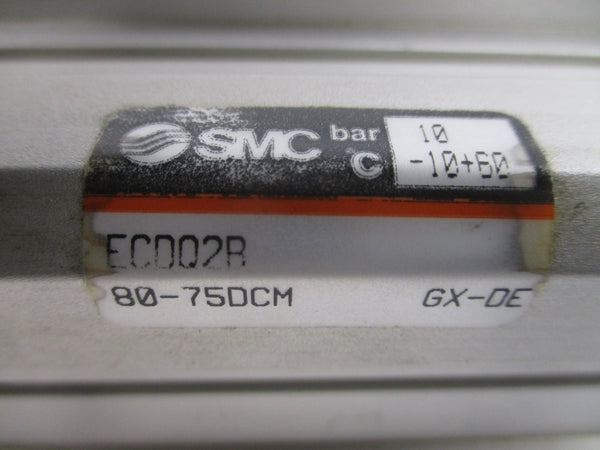 SMC bar 10
C -10+60
ECDQ2B
80-75DCM GX-DE